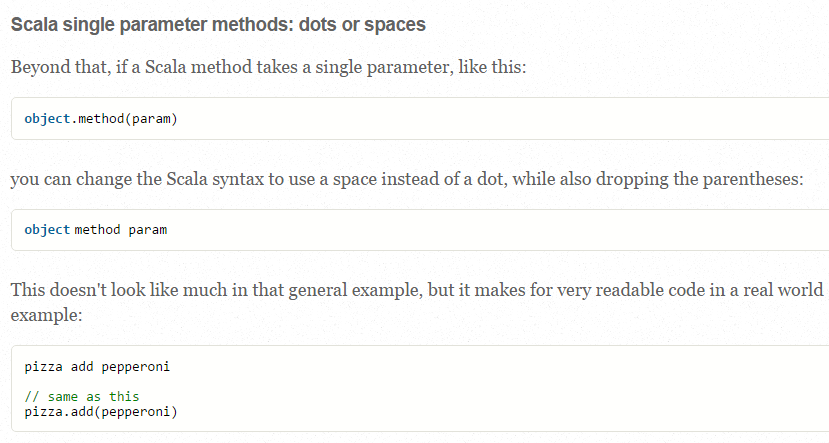 Scala single parameter methods: dots or spaces
Beyond that, if a Scala method takes a single parameter, like this:
object.method(param)
you can change the Scala syntax to use a space instead of a dot, while also dropping the parentheses:
object method param
This doesn't look like much in that general example, but it makes for very readable code in a real world
example:
pizza add pepperoni
// same as this
pizza.add(pepperoni)